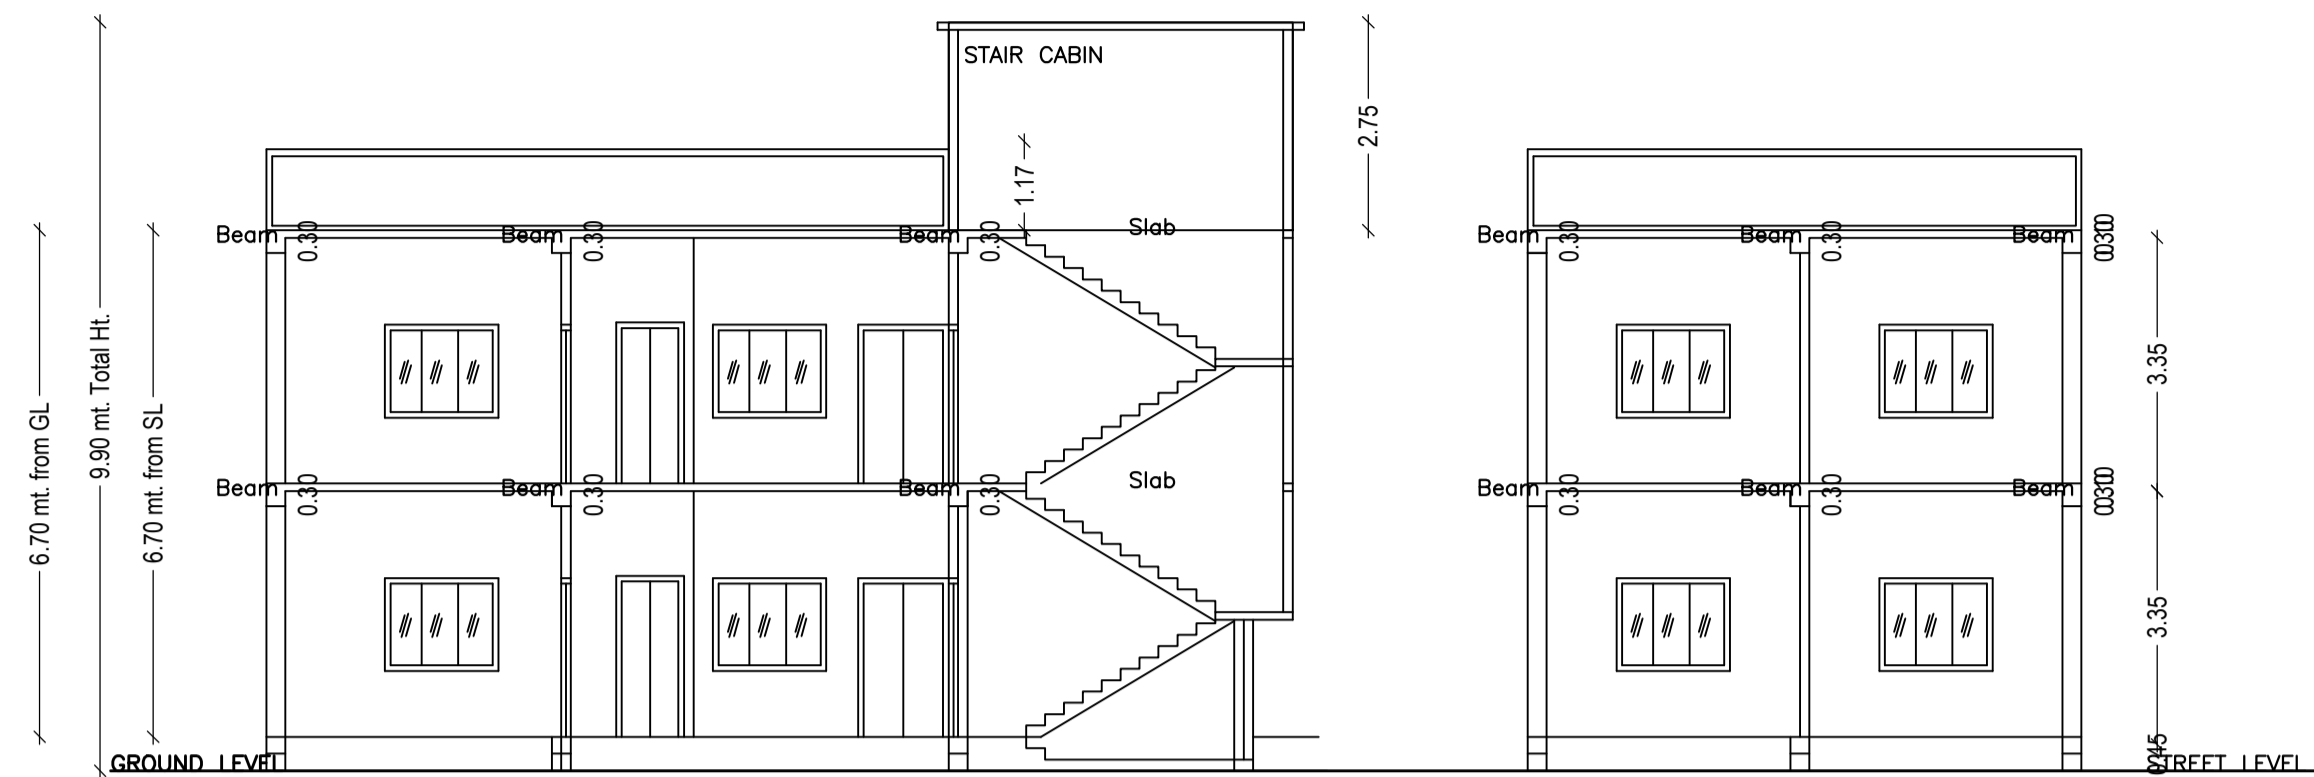 STAIR CABIN
2.75
1.17
Beam
0.30
Beam
0.30
Beam
0.30
Slab
Beam
0.30
Beam
0.30
Beam
6.70 mt. from GL
9.90 mt. Total Ht.
6.70 mt. from SL
3.35
Beam
0.30
Beam
0.30
Beam
0.30
Slab
Beam
0.30
Beam
0.30
Beam
3.35
0.45
GROUND LEVEL
STREET LEVEL